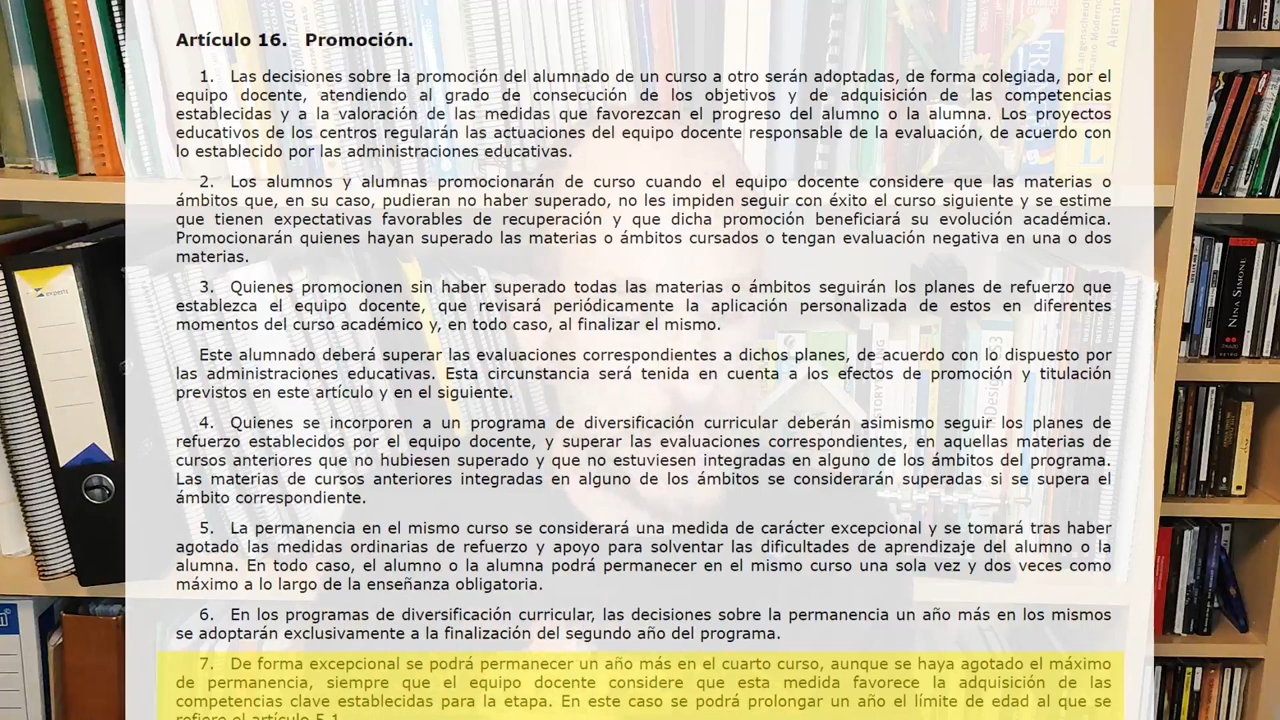 Artículo 16. Promoción.
1. Las decisiones sobre la promoción del alumnado de un curso a otro serán adoptadas, de forma colegiada, por el
equipo docente, atendiendo al grado de consecución de los objetivos y de adquisición de las competencias
establecidas y a la valoración de las medidas que favorezcan el progreso del alumno o la alumna. Los proyectos
educativos de los centros regularán las actuaciones del equipo docente responsable de la evaluación, de acuerdo con
lo establecido por las administraciones educativas.
2. Los alumnos y alumnas promocionarán de curso cuando el equipo docente considere que las materias o
ámbitos que, en su caso, pudieran no haber superado, no les impiden seguir con éxito el curso siguiente y se estime
que tienen expectativas favorables de recuperación y que dicha promoción beneficiará su evolución académica.
Promocionarán quienes hayan superado las materias o ámbitos cursados o tengan evaluación negativa en una o dos
materias.
3. Quienes promocionen sin haber superado todas las materias o ámbitos seguirán los planes de refuerzo que
establezca el equipo docente, que revisará periódicamente la aplicación personalizada de estos en diferentes
momentos del curso académico y, en todo caso, al finalizar el mismo.
Este alumnado deberá superar las evaluaciones correspondientes a dichos planes, de acuerdo con lo dispuesto por
las administraciones educativas. Esta circunstancia será tenida en cuenta a los efectos de promoción y titulación
previstos en este artículo y en el siguiente.
4. Quienes se incorporen a un programa de diversificación curricular deberán asimismo seguir los planes de
refuerzo establecidos por el equipo docente, y superar las evaluaciones correspondientes, en aquellas materias de
cursos anteriores que no hubiesen superado y que no estuviesen integradas en alguno de los ámbitos del programa.
Las materias de cursos anteriores integradas en alguno de los ámbitos se considerarán superadas si se supera el
ámbito correspondiente.
5. La permanencia en el mismo curso se considerará una medida de carácter excepcional y se tomará tras haber
agotado las medidas ordinarias de refuerzo y apoyo para solventar las dificultades de aprendizaje del alumno o la
alumna. En todo caso, el alumno o la alumna podrá permanecer en el mismo curso una sola vez y dos veces como
máximo a lo largo de la enseñanza obligatoria.
6. En los programas de diversificación curricular, las decisiones sobre la permanencia un año más en los mismos
se adoptarán exclusivamente a la finalización del segundo año del programa.
7. De forma excepcional se podrá permanecer un año más en el cuarto curso, aunque se haya agotado el máximo
de permanencia, siempre que el equipo docente considere que esta medida favorece la adquisición de las
competencias clave establecidas para la etapa. En este caso se podrá prolongar un año el límite de edad al que se
refiere el artículo 5.1.
NINA SIMONE
experts
Alemán